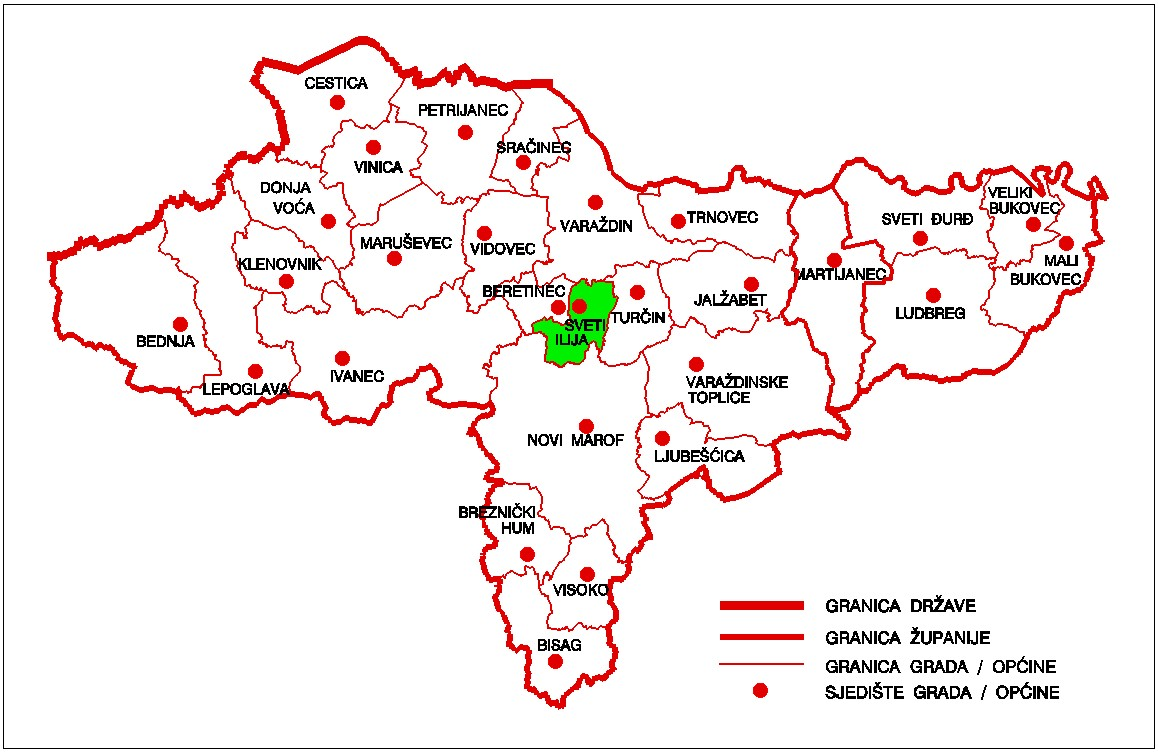 CESTICA
PETRIJANEC
SRAČINEC
VINICA
DONJA
VOĆA
VARAŽDIN
TRNOVEC
SVETI ĐURĐ
VELIKI
BUKOVEC
MALI
BUKOVEC
MARUŠEVEC
VIDOVEC
KLENOVNIK
MARTIJANEC
BERETINEC
JALŽABET
LUDBREG
TURČIN
SVETI
ILIJA
BEDNJA
LEPOGLAVA
IVANEC
VARAŽDINSKE
TOPLICE
NOVI MAROF
LJUBEŠĆICA
BREZNIČKI
HUM
VISOKO
BISAG
GRANICA DRŽAVE
GRANICA ŽUPANIJE
GRANICA GRADA / OPĆINE
SJEDIŠTE GRADA / OPĆINE